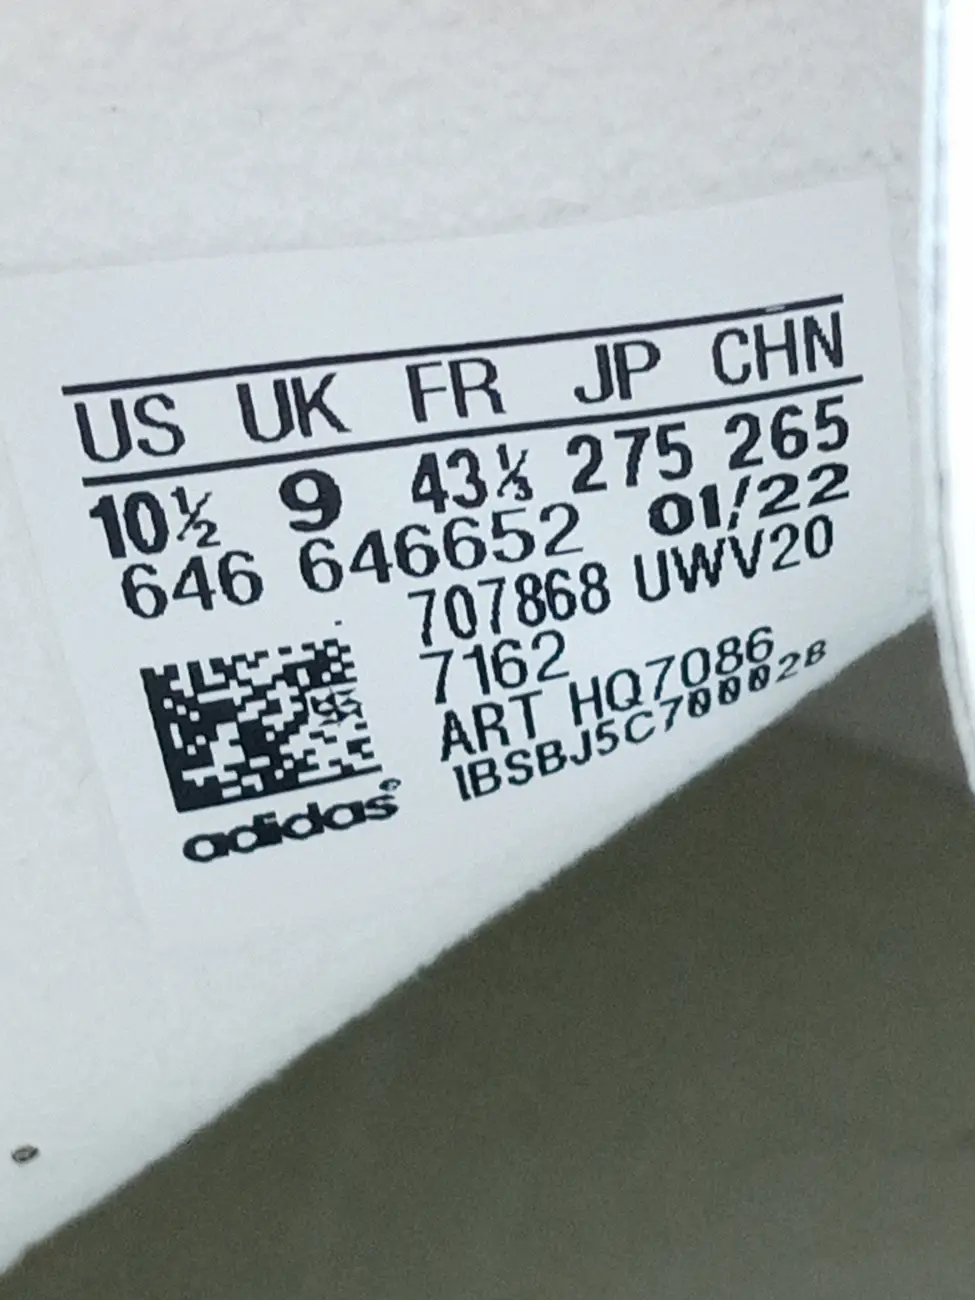 US UK FR JP CHN
10½ 9 43⅓ 275 265
646 646652 01/22
707868 UWV20
7162
ART HQ7086
1BSBJ5C700028
adidas®